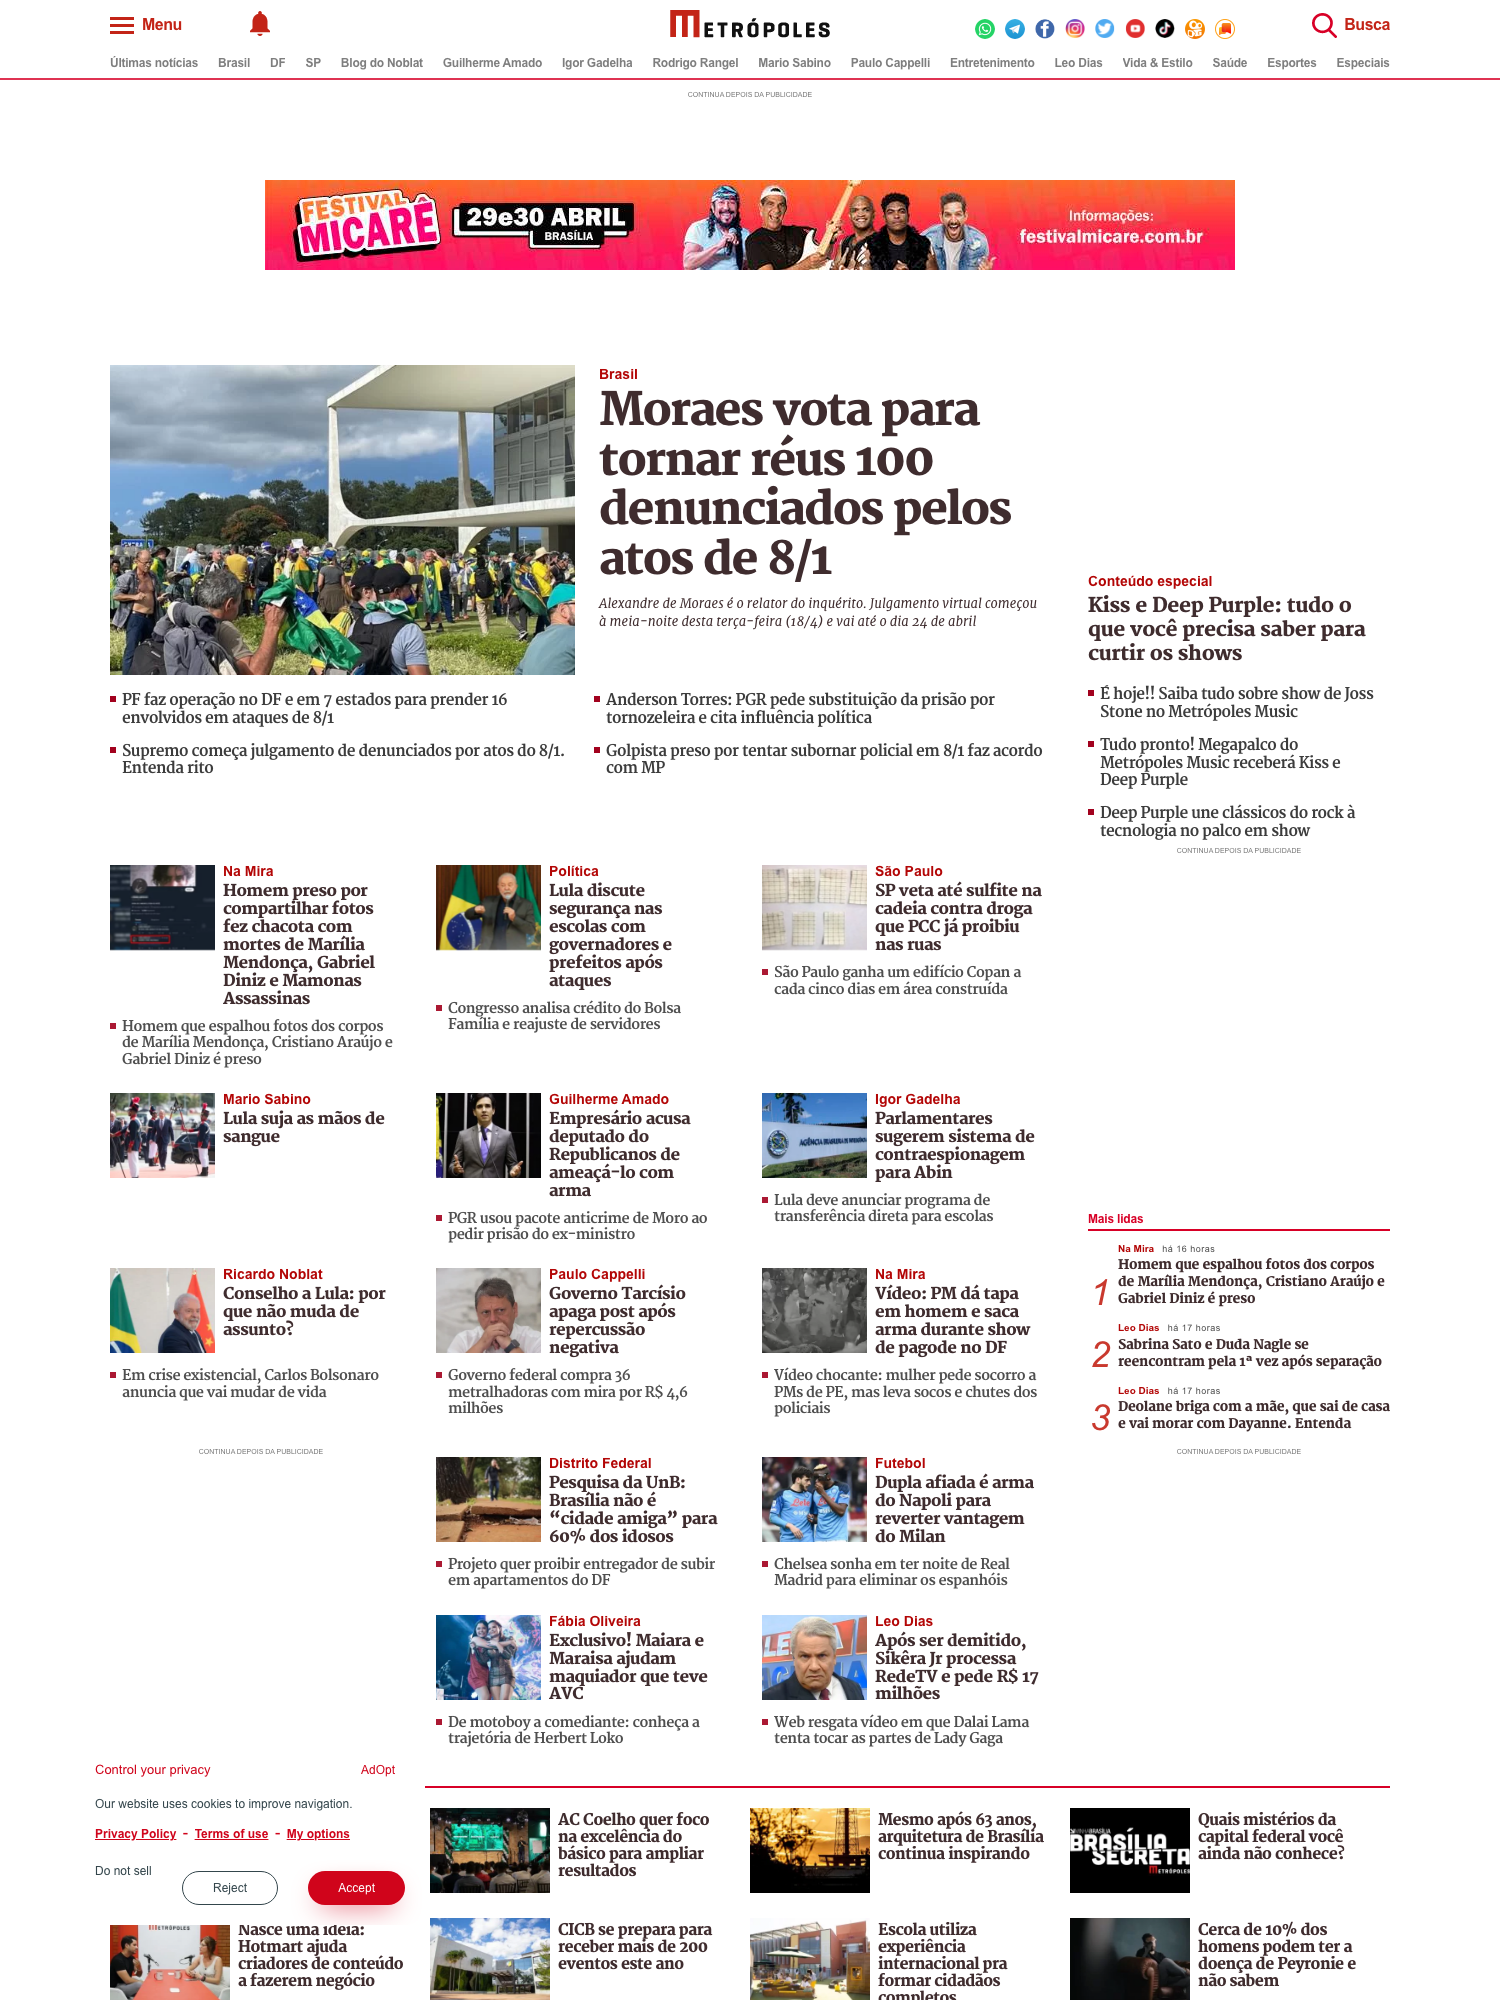 Menu
METRÓPOLES
Busca
Últimas notícias Brasil DF SP Blog do Noblat Guilherme Amado Igor Gadelha Rodrigo Rangel Mario Sabino Paulo Cappelli Entretenimento Leo Dias Vida & Estilo Saúde Esportes Especiais
CONTINUA DEPOIS DA PUBLICIDADE
FESTIVAL
MICARÊ
29e30 ABRIL
BRASÍLIA
Informações:
festivalmicare.com.br
Brasil
Moraes vota para
tornar réus 100
denunciados pelos
atos de 8/1
Alexandre de Moraes é o relator do inquérito. Julgamento virtual começou
à meia-noite desta terça-feira (18/4) e vai até o dia 24 de abril
PF faz operação no DF e em 7 estados para prender 16
envolvidos em ataques de 8/1
Supremo começa julgamento de denunciados por atos do 8/1.
Entenda rito
Anderson Torres: PGR pede substituição da prisão por
tornozeleira e cita influência política
Golpista preso por tentar subornar policial em 8/1 faz acordo
com MP
Conteúdo especial
Kiss e Deep Purple: tudo o
que você precisa saber para
curtir os shows
É hoje!! Saiba tudo sobre show de Joss
Stone no Metrópoles Music
Tudo pronto! Megapalco do
Metrópoles Music receberá Kiss e
Deep Purple
Deep Purple une clássicos do rock à
tecnologia no palco em show
CONTINUA DEPOIS DA PUBLICIDADE
Na Mira
Homem preso por
compartilhar fotos
fez chacota com
mortes de Marília
Mendonça, Gabriel
Diniz e Mamonas
Assassinas
Homem que espalhou fotos dos corpos
de Marília Mendonça, Cristiano Araújo e
Gabriel Diniz é preso
Política
Lula discute
segurança nas
escolas com
governadores e
prefeitos após
ataques
Congresso analisa crédito do Bolsa
Família e reajuste de servidores
São Paulo
SP veta até sulfite na
cadeia contra droga
que PCC já proibiu
nas ruas
São Paulo ganha um edifício Copan a
cada cinco dias em área construída
Mario Sabino
Lula suja as mãos de
sangue
Guilherme Amado
Empresário acusa
deputado do
Republicanos de
ameaçá-lo com
arma
PGR usou pacote anticrime de Moro ao
pedir prisão do ex-ministro
Igor Gadelha
Parlamentares
sugerem sistema de
contraespionagem
para Abin
Lula deve anunciar programa de
transferência direta para escolas
Ricardo Noblat
Conselho a Lula: por
que não muda de
assunto?
Em crise existencial, Carlos Bolsonaro
anuncia que vai mudar de vida
Paulo Cappelli
Governo Tarcísio
apaga post após
repercussão
negativa
Governo federal compra 36
metralhadoras com mira por R$ 4,6
milhões
Na Mira
Vídeo: PM dá tapa
em homem e saca
arma durante show
de pagode no DF
Vídeo chocante: mulher pede socorro a
PMs de PE, mas leva socos e chutes dos
policiais
Mais lidas
Na Mira há 16 horas
1
Homem que espalhou fotos dos corpos
de Marília Mendonça, Cristiano Araújo e
Gabriel Diniz é preso
Leo Dias há 17 horas
2
Sabrina Sato e Duda Nagle se
reencontram pela 1ª vez após separação
Leo Dias há 17 horas
3
Deolane briga com a mãe, que sai de casa
e vai morar com Dayanne. Entenda
CONTINUA DEPOIS DA PUBLICIDADE
CONTINUA DEPOIS DA PUBLICIDADE
Distrito Federal
Pesquisa da UnB:
Brasília não é
“cidade amiga” para
60% dos idosos
Projeto quer proibir entregador de subir
em apartamentos do DF
Futebol
Dupla afiada é arma
do Napoli para
reverter vantagem
do Milan
Chelsea sonha em ter noite de Real
Madrid para eliminar os espanhóis
Fábia Oliveira
Exclusivo! Maiara e
Maraisa ajudam
maquiador que teve
AVC
De motoboy a comediante: conheça a
trajetória de Herbert Loko
Leo Dias
Após ser demitido,
Sikêra Jr processa
RedeTV e pede R$ 17
milhões
Web resgata vídeo em que Dalai Lama
tenta tocar as partes de Lady Gaga
Control your privacy
AdOpt
Our website uses cookies to improve navigation.
Privacy Policy - Terms of use - My options
Do not sell
Reject
Accept
AC Coelho quer foco
na excelência do
básico para ampliar
resultados
Mesmo após 63 anos,
arquitetura de Brasília
continua inspirando
BRASÍLIA
SECRETA
METRÓPOLES
Quais mistérios da
capital federal você
ainda não conhece?
METRÓPOLES
Nasce uma ideia:
Hotmart ajuda
criadores de conteúdo
a fazerem negócio
CICB se prepara para
receber mais de 200
eventos este ano
Escola utiliza
experiência
internacional pra
formar cidadãos
completos
Cerca de 10% dos
homens podem ter a
doença de Peyronie e
não sabem